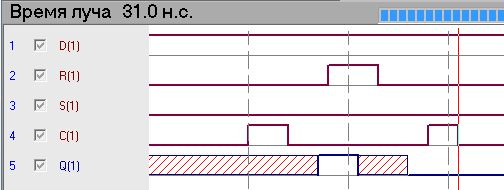 Время луча 31.0 н.с.
1 D(1)
2 R(1)
3 S(1)
4 C(1)
5 Q(1)